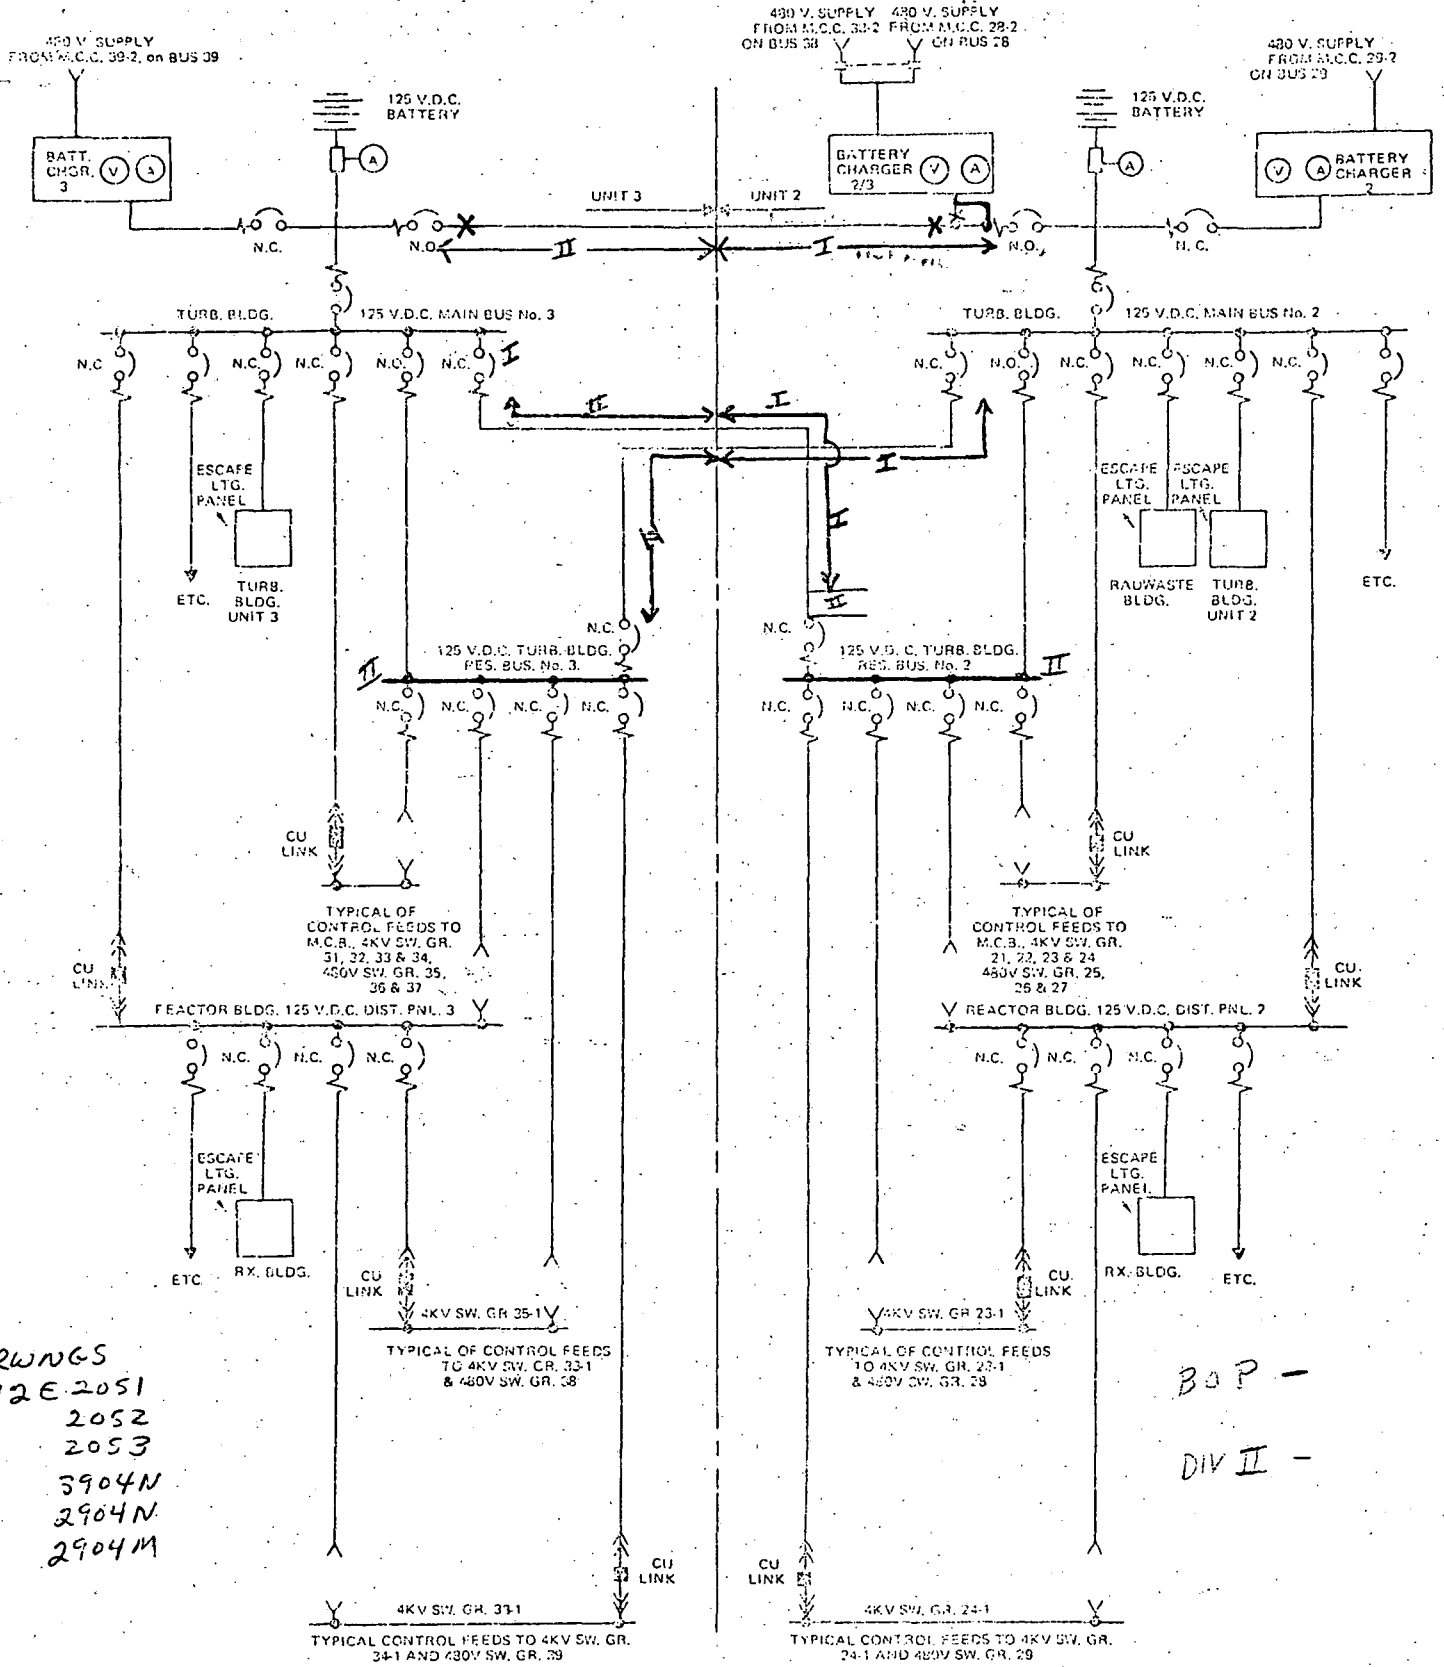 480 V. SUPPLY
FROM M.C.C. 39-2, on BUS 39
480 V. SUPPLY
FROM M.C.C. 38-2
ON BUS 38
480 V. SUPPLY
FROM M.C.C. 28-2
ON BUS 28
480 V. SUPPLY
FROM M.C.C. 29-2
ON BUS 29
125 V.D.C.
BATTERY
125 V.D.C.
BATTERY
BATT.
CHGR.
3
V
A
A
BATTERY
CHARGER
2/3
V
A
A
V
A
BATTERY
CHARGER
2
UNIT 3
UNIT 2
N.C.
N.O.
X
X
N.O.
N.C.
II
I
TURB. BLDG.
125 V.D.C. MAIN BUS No. 3
TURB. BLDG.
125 V.D.C. MAIN BUS No. 2
N.C.
N.C.
N.C.
N.O.
N.C.
I
N.C.
N.O.
N.C.
N.C.
N.C.
N.C.
II
I
I
II
I
II
ESCAPE
LTG.
PANEL
ESCAPE
LTG.
PANEL
ESCAPE
LTG.
PANEL
ETC.
TURB.
BLDG.
UNIT 3
RADWASTE
BLDG.
TURB.
BLDG.
UNIT 2
ETC.
N.C.
N.C.
125 V.D.C. TURB. BLDG.
RES. BUS. No. 3.
125 V.D.C. TURB. BLDG.
RES. BUS. No. 2
II
II
N.C.
N.C.
N.C.
N.C.
N.C.
N.C.
N.C.
N.C.
CU
LINK
CU
LINK
TYPICAL OF
CONTROL FEEDS TO
M.C.B., 4KV SW. GR.
31, 32, 33 & 34,
480V SW. GR. 35,
36 & 37
TYPICAL OF
CONTROL FEEDS TO
M.C.B., 4KV SW. GR.
21, 22, 23 & 24
480V SW. GR. 25,
26 & 27
CU
LINK
CU.
LINK
REACTOR BLDG. 125 V.D.C. DIST. PNL. 3
REACTOR BLDG. 125 V.D.C. DIST. PNL. 2
N.C.
N.C.
N.C.
N.C.
N.C.
N.C.
ESCAPE
LTG.
PANEL
ESCAPE
LTG.
PANEL
ETC.
RX. BLDG.
CU
LINK
CU.
LINK
RX. BLDG.
ETC.
4KV SW. GR 35-1
4KV SW. GR 23-1
TYPICAL OF CONTROL FEEDS
TO 4KV SW. GR. 33-1
& 480V SW. GR. 38
TYPICAL OF CONTROL FEEDS
TO 4KV SW. GR. 23-1
& 480V SW. GR. 28
RWNGS
12E 2051
2052
2053
3904N
2904N
2904M
BOP -
DIV II -
CU
LINK
CU
LINK
4KV SW. GR. 33-1
4KV SW. GR. 24-1
TYPICAL CONTROL FEEDS TO 4KV SW. GR.
34-1 AND 480V SW. GR. 39
TYPICAL CONTROL FEEDS TO 4KV SW. GR.
24-1 AND 480V SW. GR. 29